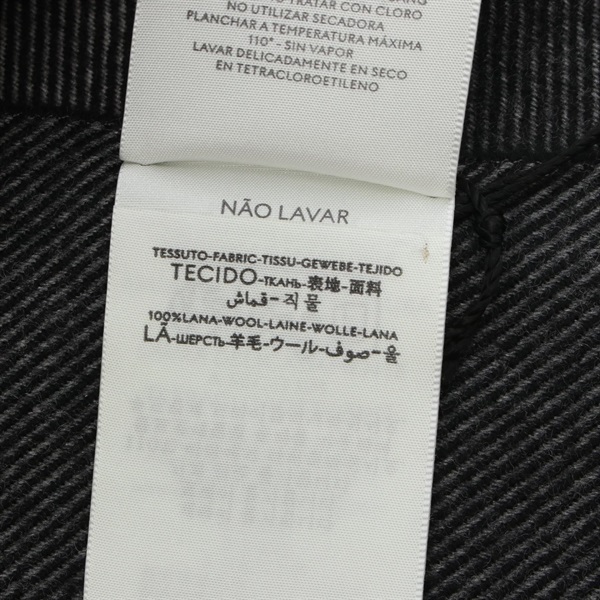 NO TRATAR CON CLORO
NO UTILIZAR SECADORA
PLANCHAR A TEMPERATURA MÁXIMA
110° - SIN VAPOR
LAVAR DELICADAMENTE EN SECO
EN TETRACLOROETILENO
NÃO LAVAR
TESSUTO-FABRIC-TISSU-GEWEBE-TEJIDO
TECIDO-ТКАНЬ-表地-面料
직물-قماش
100%LANA-WOOL-LAINE-WOLLE-LANA
LÃ-ШЕРСТЬ-羊毛-ウール-صوف-울